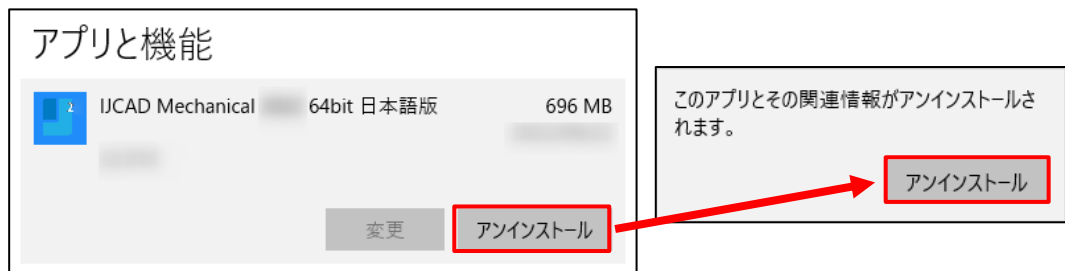 アプリと機能
IJCAD Mechanical 64bit 日本語版 696 MB
変更 アンインストール
このアプリとその関連情報がアンインストールさ
れます。
アンインストール